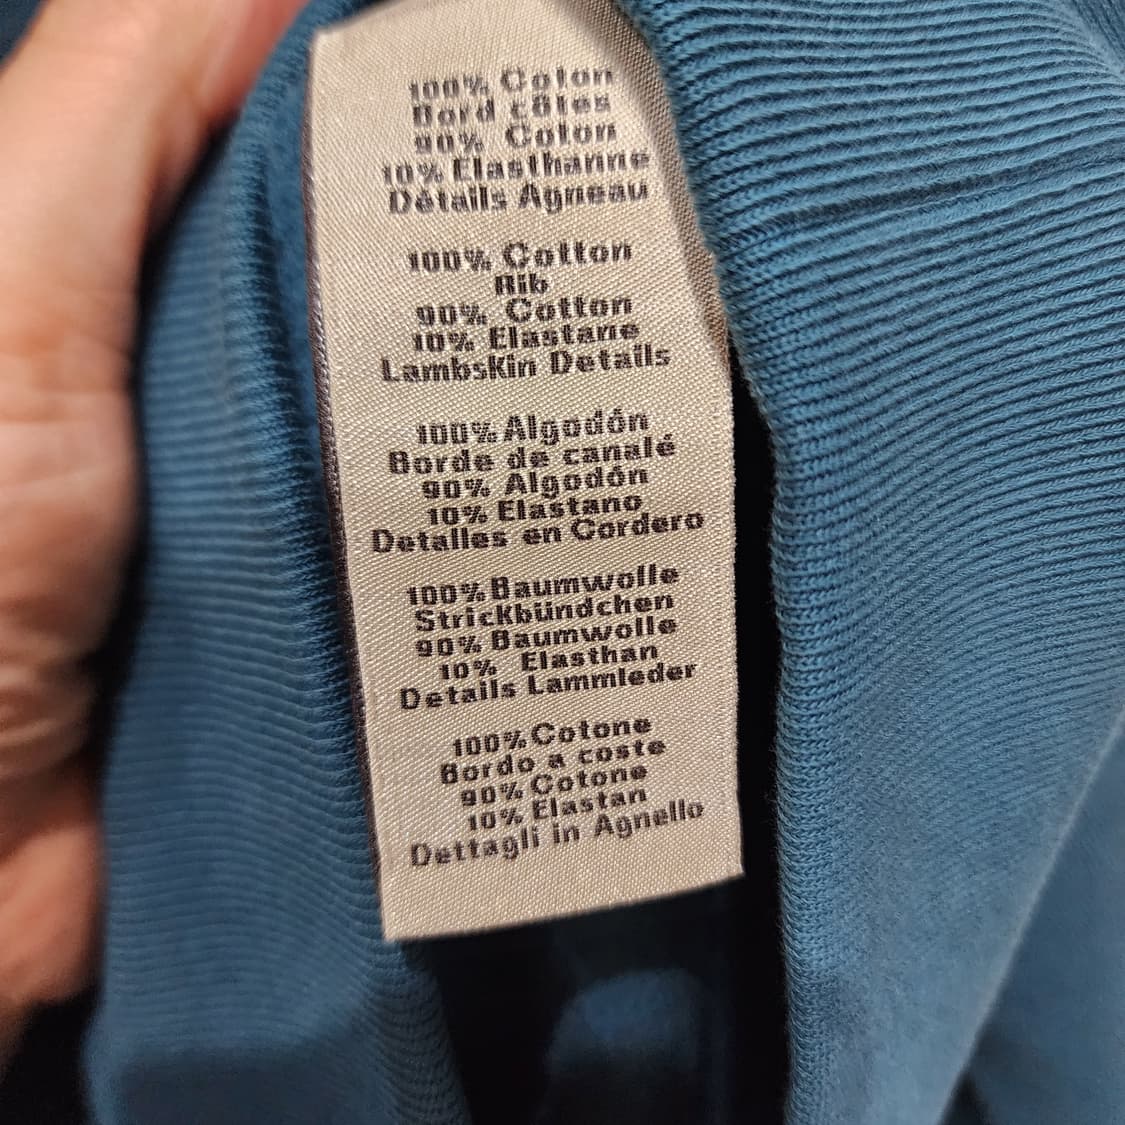 100% Coton
Bord côtes
90% Coton
10% Elasthanne
Détails Agneau
100% Cotton
Rib
90% Cotton
10% Elastane
LambsKin Details
100% Algodón
Borde de canalé
90% Algodón
10% Elastano
Detalles en Cordero
100% Baumwolle
StricKbündchen
90% Baumwolle
10% Elasthan
Details Lammleder
100% Cotone
Bordo a coste
90% Cotone
10% Elastan
Dettagli in Agnello